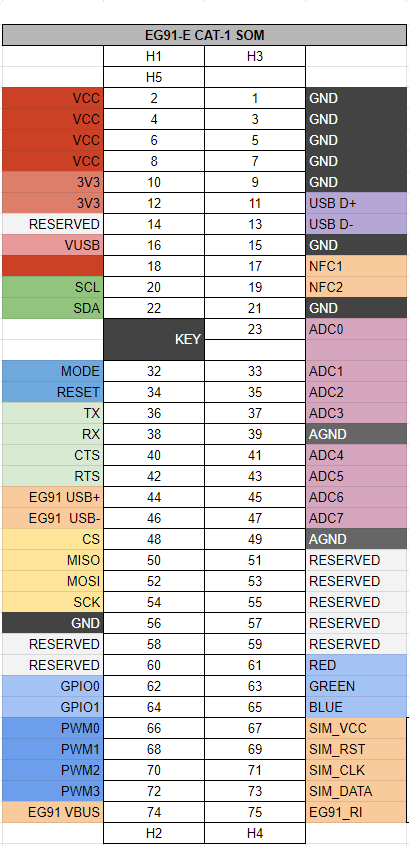 EG91-E CAT-1 SOM
H1 H3
H5
VCC 2 1 GND
VCC 4 3 GND
VCC 6 5 GND
VCC 8 7 GND
3V3 10 9 GND
3V3 12 11 USB D+
RESERVED 14 13 USB D-
VUSB 16 15 GND
18 17 NFC1
SCL 20 19 NFC2
SDA 22 21 GND
KEY 23 ADC0
MODE 32 33 ADC1
RESET 34 35 ADC2
TX 36 37 ADC3
RX 38 39 AGND
CTS 40 41 ADC4
RTS 42 43 ADC5
EG91 USB+ 44 45 ADC6
EG91 USB- 46 47 ADC7
CS 48 49 AGND
MISO 50 51 RESERVED
MOSI 52 53 RESERVED
SCK 54 55 RESERVED
GND 56 57 RESERVED
RESERVED 58 59 RESERVED
RESERVED 60 61 RED
GPIO0 62 63 GREEN
GPIO1 64 65 BLUE
PWM0 66 67 SIM_VCC
PWM1 68 69 SIM_RST
PWM2 70 71 SIM_CLK
PWM3 72 73 SIM_DATA
EG91 VBUS 74 75 EG91_RI
H2 H4